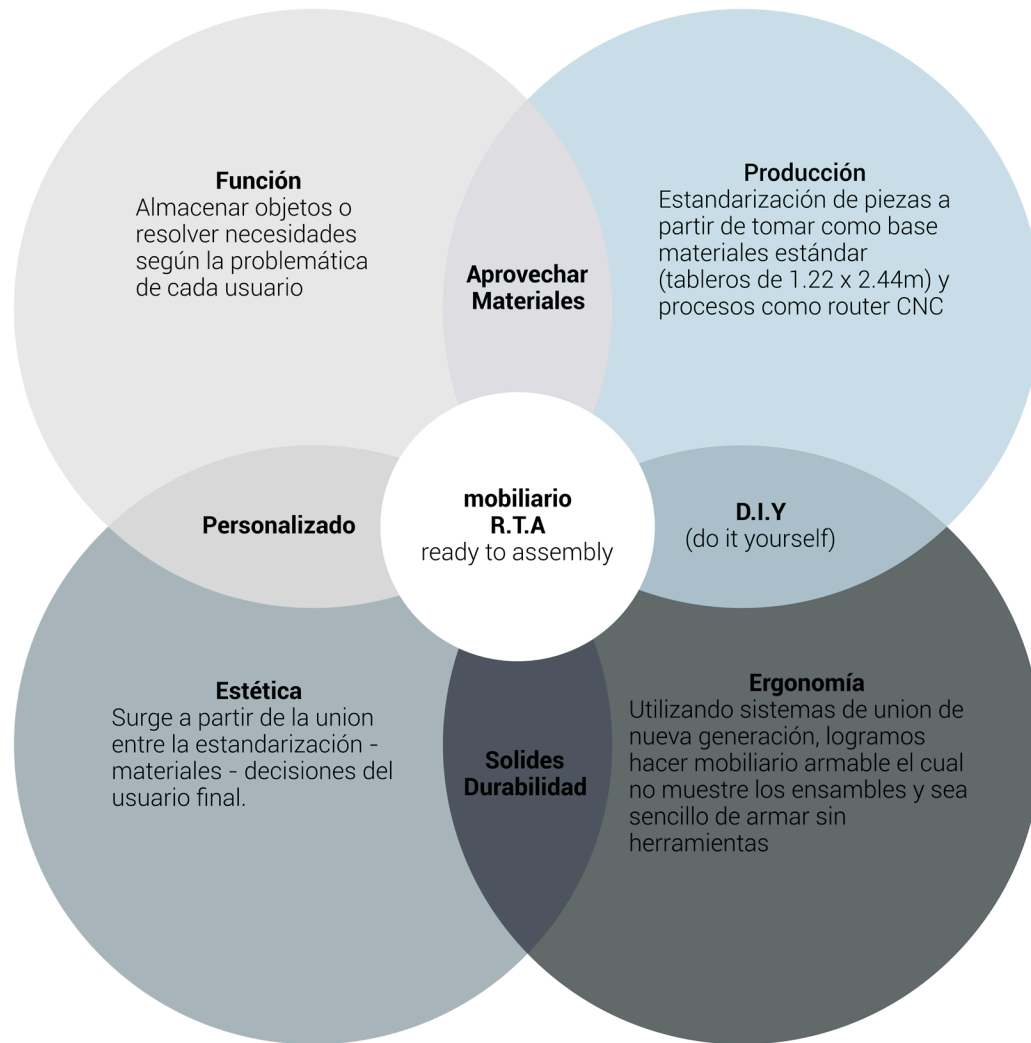 Función
Almacenar objetos o
resolver necesidades
según la problemática
de cada usuario
Producción
Estandarización de piezas a
partir de tomar como base
materiales estándar
(tableros de 1.22 x 2.44m) y
procesos como router CNC
Aprovechar
Materiales
Personalizado
mobiliario
R.T.A
ready to assembly
D.I.Y
(do it yourself)
Estética
Surge a partir de la union
entre la estandarización -
materiales - decisiones del
usuario final.
Solides
Durabilidad
Ergonomía
Utilizando sistemas de union de
nueva generación, logramos
hacer mobiliario armable el cual
no muestre los ensambles y sea
sencillo de armar sin
herramientas